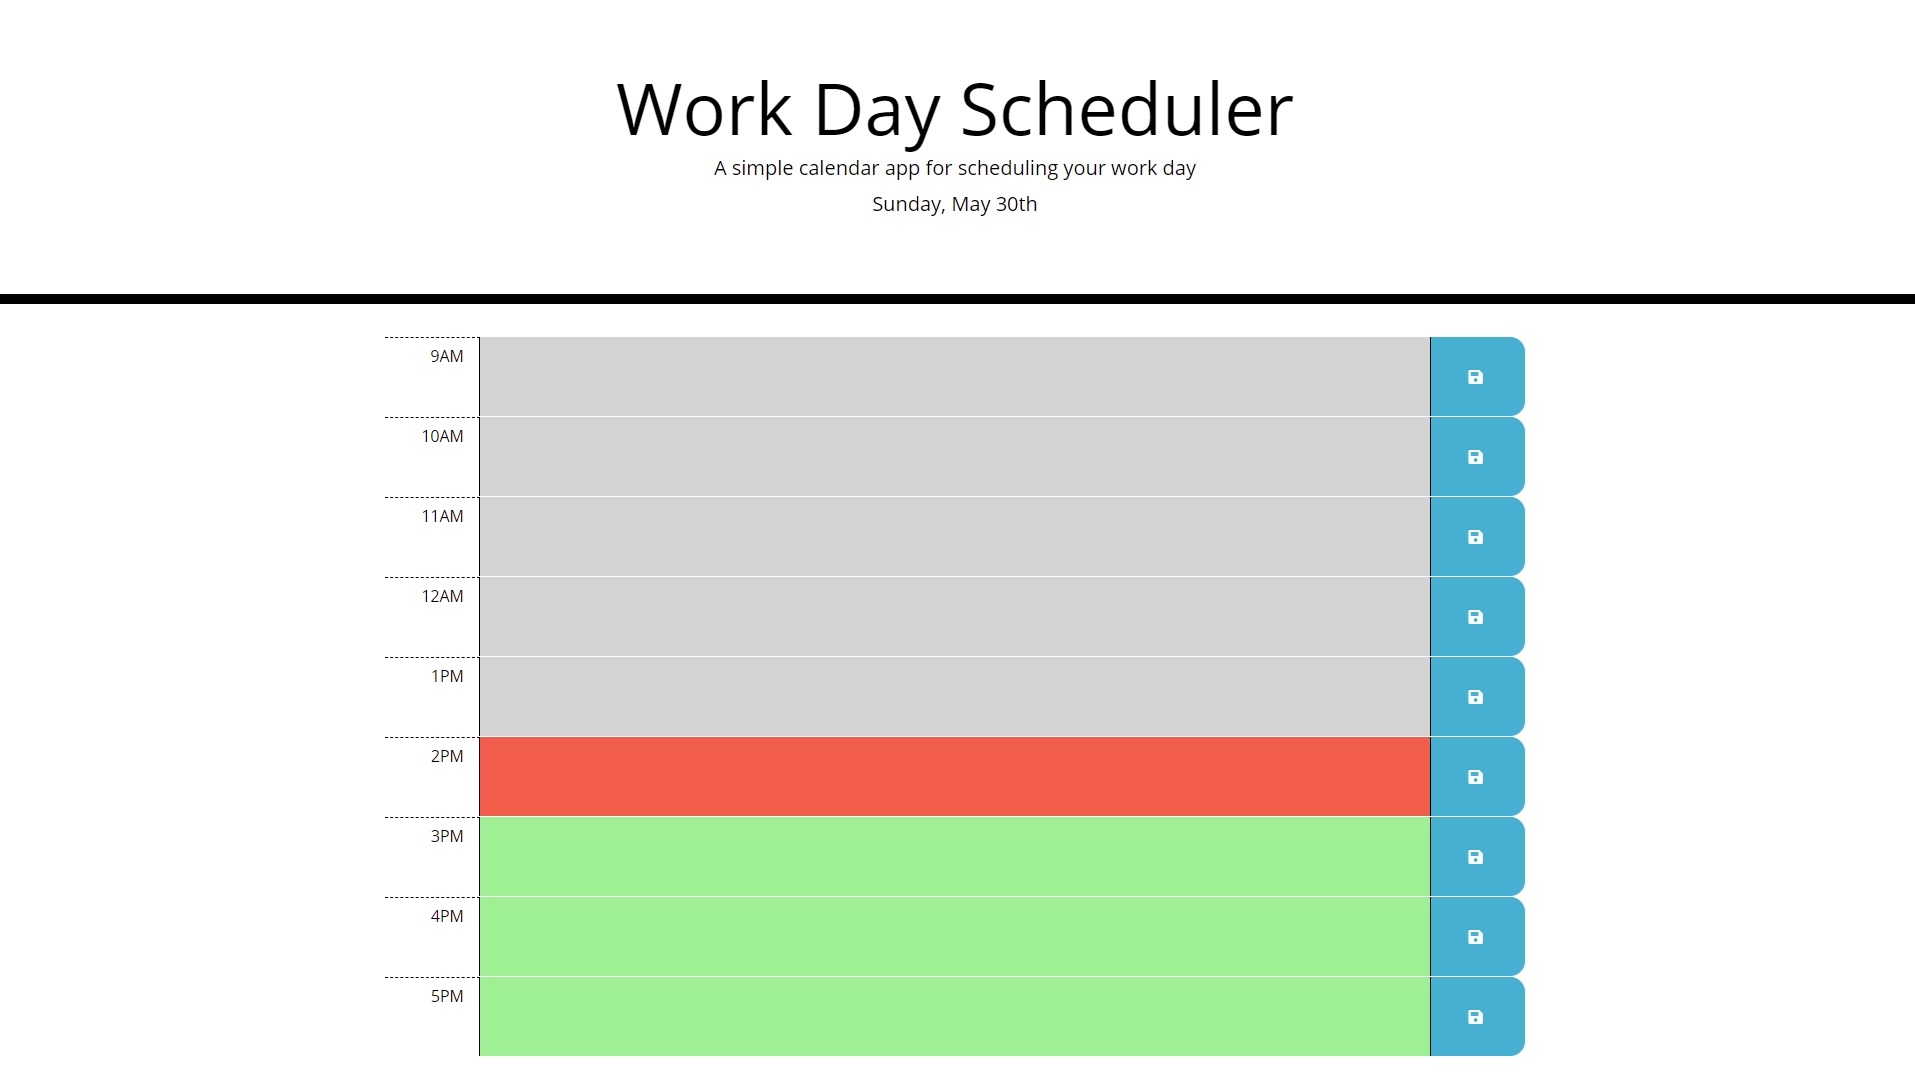 Work Day Scheduler
A simple calendar app for scheduling your work day
Sunday, May 30th
9AM
10AM
11AM
12AM
1PM
2PM
3PM
4PM
5PM